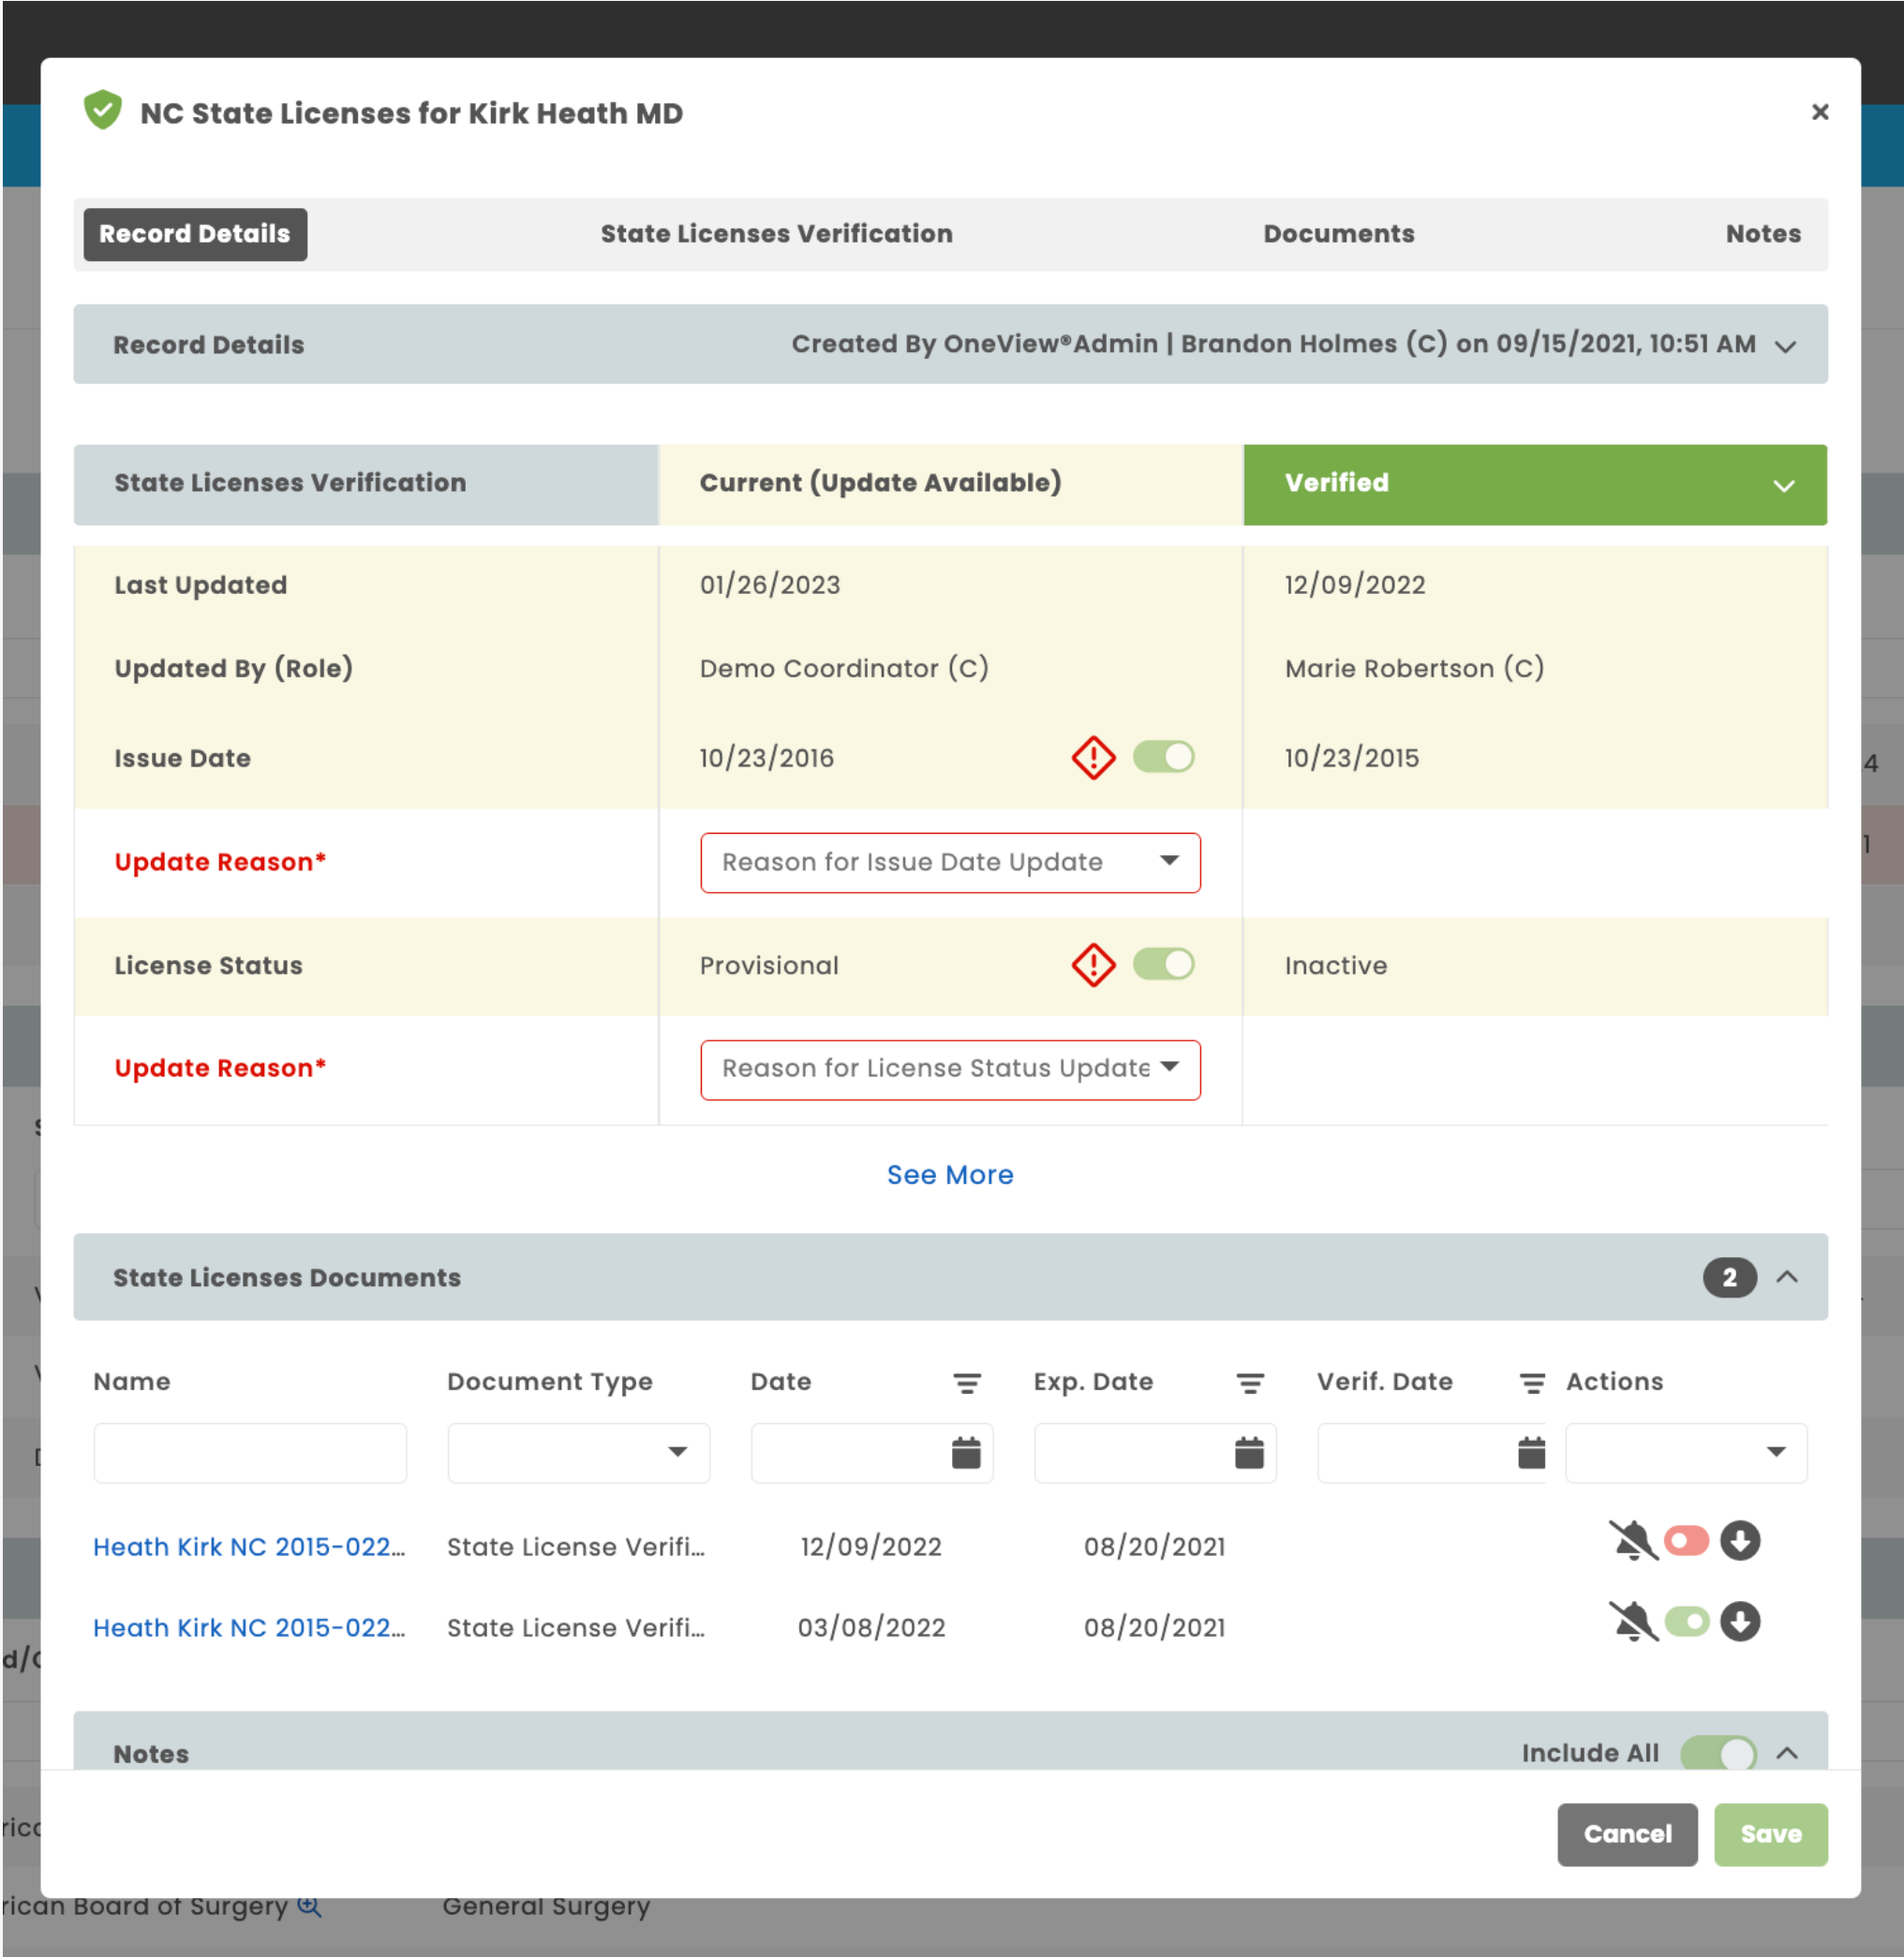 NC State Licenses for Kirk Heath MD
Record Details State Licenses Verification Documents Notes
Record Details Created By OneView®Admin | Brandon Holmes (C) on 09/15/2021, 10:51 AM
State Licenses Verification Current (Update Available) Verified
Last Updated 01/26/2023 12/09/2022
Updated By (Role) Demo Coordinator (C) Marie Robertson (C)
Issue Date 10/23/2016 10/23/2015
4
Update Reason* Reason for Issue Date Update
1
License Status Provisional Inactive
Update Reason* Reason for License Status Update
See More
State Licenses Documents 2
Name Document Type Date Exp. Date Verif. Date Actions
Heath Kirk NC 2015-022... State License Verifi... 12/09/2022 08/20/2021
Heath Kirk NC 2015-022... State License Verifi... 03/08/2022 08/20/2021
d/
Notes Include All
Cancel Save
rican Board of Surgery General Surgery